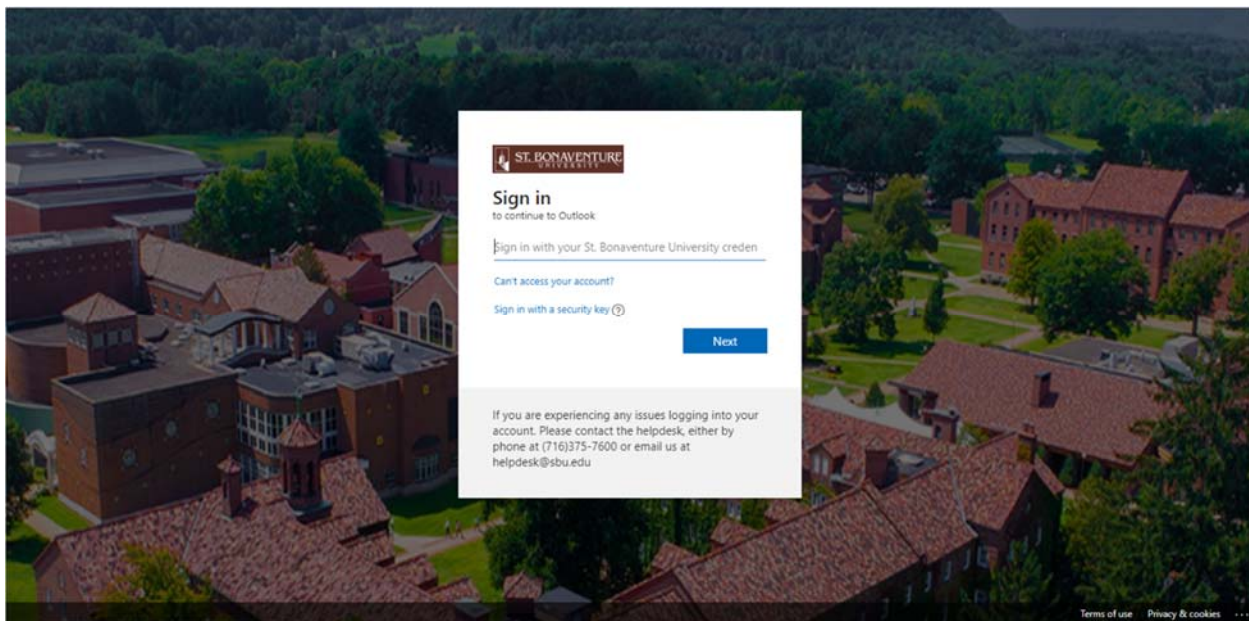 ST. BONAVENTURE
UNIVERSITY
Sign in
to continue to Outlook
Sign in with your St. Bonaventure University creden
Can't access your account?
Sign in with a security key
Next
If you are experiencing any issues logging into your
account. Please contact the helpdesk, either by
phone at (716)375-7600 or email us at
helpdesk@sbu.edu
Terms of use Privacy & cookies ...